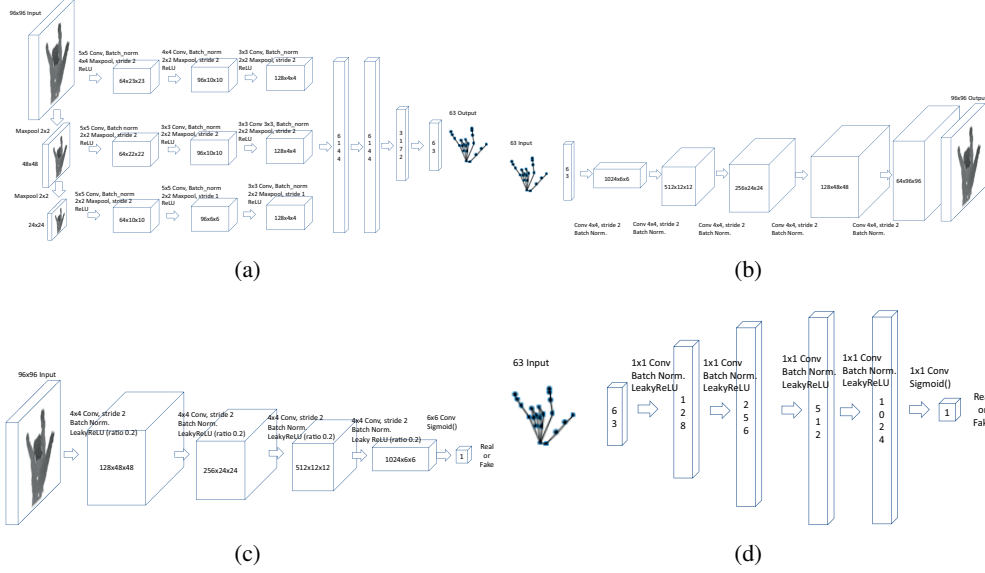 96x96 Input
5x5 Conv, Batch_norm
4x4 Maxpool, stride 2
ReLU
64x23x23
4x4 Conv, Batch_norm
2x2 Maxpool, stride 2
ReLU
96x10x10
3x3 Conv, Batch_norm
2x2 Maxpool, stride 2
ReLU
128x4x4
Maxpool 2x2
48x48
5x5 Conv, Batch norm
2x2 Maxpool, stride 2
ReLU
64x22x22
3x3 Conv, Batch_norm
2x2 Maxpool, stride 2
ReLU
96x10x10
3x3 Conv 3x3, Batch_norm
2x2 Maxpool, stride 2
ReLU
128x4x4
Maxpool 2x2
24x24
5x5 Conv, Batch_norm
2x2 Maxpool, stride 2
ReLU
64x10x10
5x5 Conv, Batch_norm
2x2 Maxpool, stride 1
ReLU
96x6x6
3x3 Conv, Batch_norm
2x2 Maxpool, stride 1
ReLU
128x4x4
6144
6144
3172
63
63 Output
(a)
63 Input
63
1024x6x6
512x12x12
256x24x24
128x48x48
64x96x96
96x96 Output
Conv 4x4, stride 2
Batch Norm.
Conv 4x4, stride 2
Batch Norm.
Conv 4x4, stride 2
Batch Norm.
Conv 4x4, stride 2
Batch Norm.
Conv 4x4, stride 2
Batch Norm.
(b)
96x96 Input
4x4 Conv, stride 2
Batch Norm.
LeakyReLU (ratio 0.2)
128x48x48
4x4 Conv, stride 2
Batch Norm.
LeakyReLU (ratio 0.2)
256x24x24
4x4 Conv, stride 2
Batch Norm.
LeakyReLU (ratio 0.2)
512x12x12
4x4 Conv, stride 2
Batch Norm.
Leaky ReLU (ratio 0.2)
1024x6x6
6x6 Conv
Sigmoid()
1
Real
or
Fake
(c)
63 Input
63
1x1 Conv
Batch Norm.
LeakyReLU
128
1x1 Conv
Batch Norm.
LeakyReLU
256
1x1 Conv
Batch Norm.
LeakyReLU
512
1x1 Conv
Batch Norm.
LeakyReLU
1024
1x1 Conv
Sigmoid()
1
Rea
or
Fak
(d)